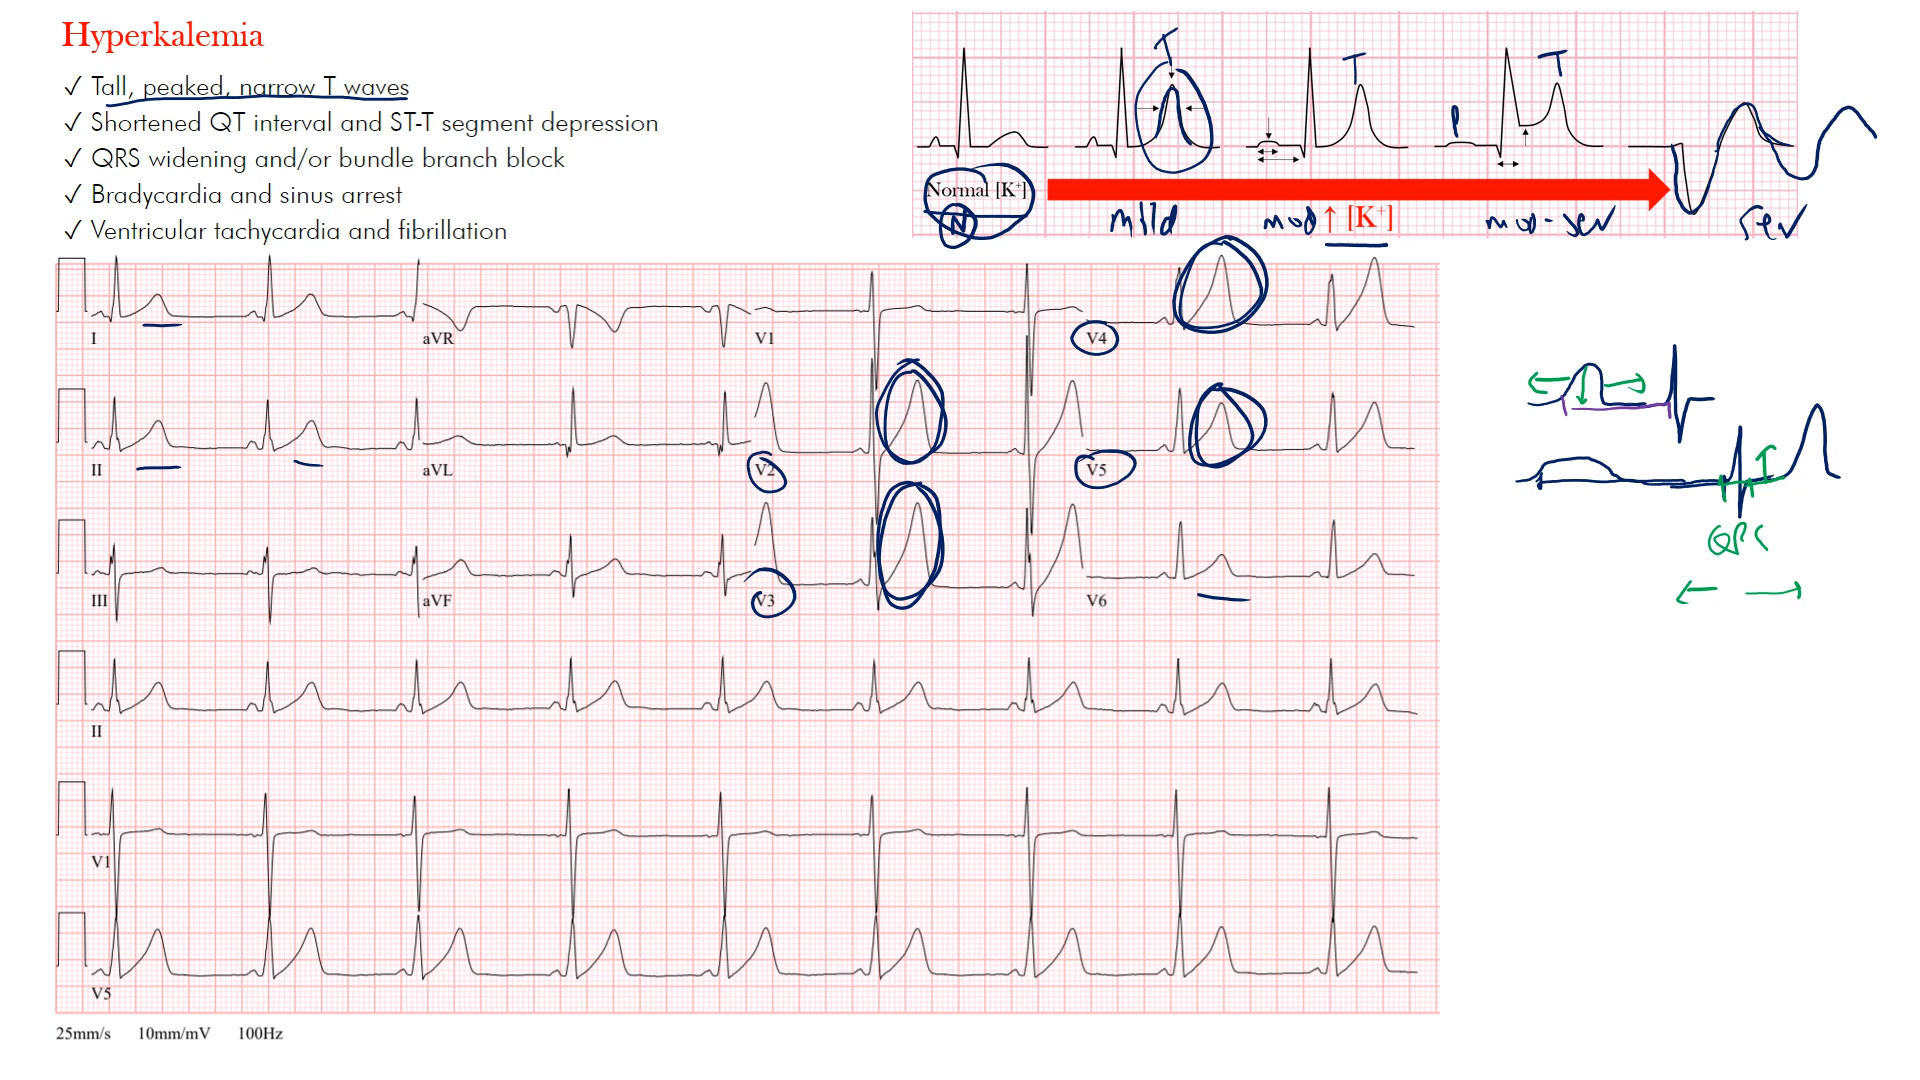 Hyperkalemia
✓ Tall, peaked, narrow T waves
✓ Shortened QT interval and ST-T segment depression
✓ QRS widening and/or bundle branch block
✓ Bradycardia and sinus arrest
✓ Ventricular tachycardia and fibrillation
T T P T
Normal [K⁺]
N mild mod ↑ [K⁺] mod-sev sev
I aVR V1 V4
II aVL V2 V5
III aVF V3 V6
QRS
II
V1
V5
25mm/s 10mm/mV 100Hz